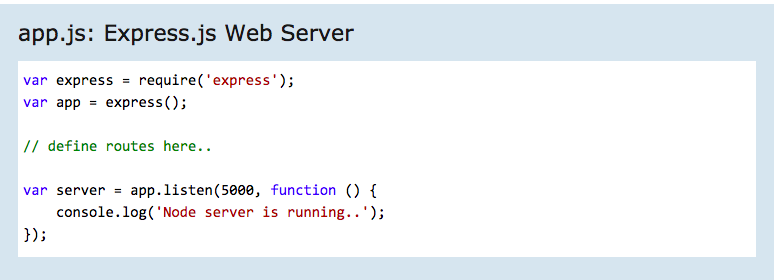 app.js: Express.js Web Server
var express = require('express');
var app = express();
// define routes here..
var server = app.listen(5000, function () {
    console.log('Node server is running..');
});